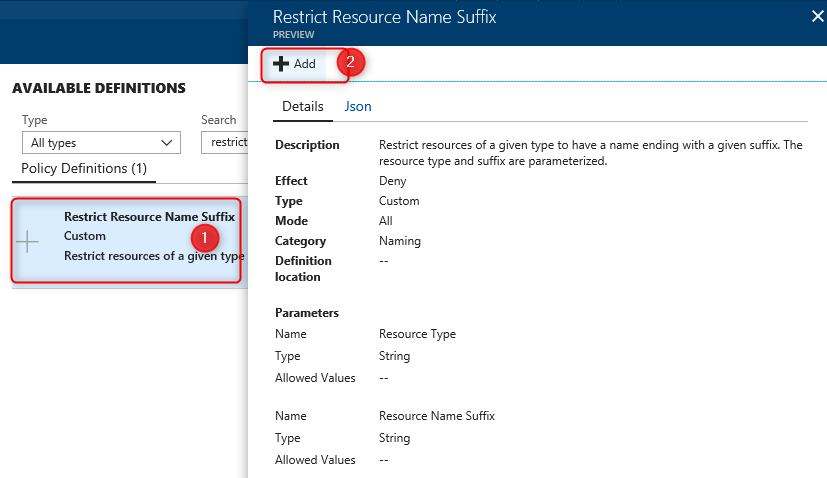 Restrict Resource Name Suffix
PREVIEW
Add
2
AVAILABLE DEFINITIONS
Type
Search
All types
restrict
Policy Definitions (1)
Restrict Resource Name Suffix
Custom
1
Restrict resources of a given type
Details
Json
Description
Restrict resources of a given type to have a name ending with a given suffix. The
resource type and suffix are parameterized.
Effect
Deny
Type
Custom
Mode
All
Category
Naming
Definition
location
--
Parameters
Name
Resource Type
Type
String
Allowed Values
--
Name
Resource Name Suffix
Type
String
Allowed Values
--